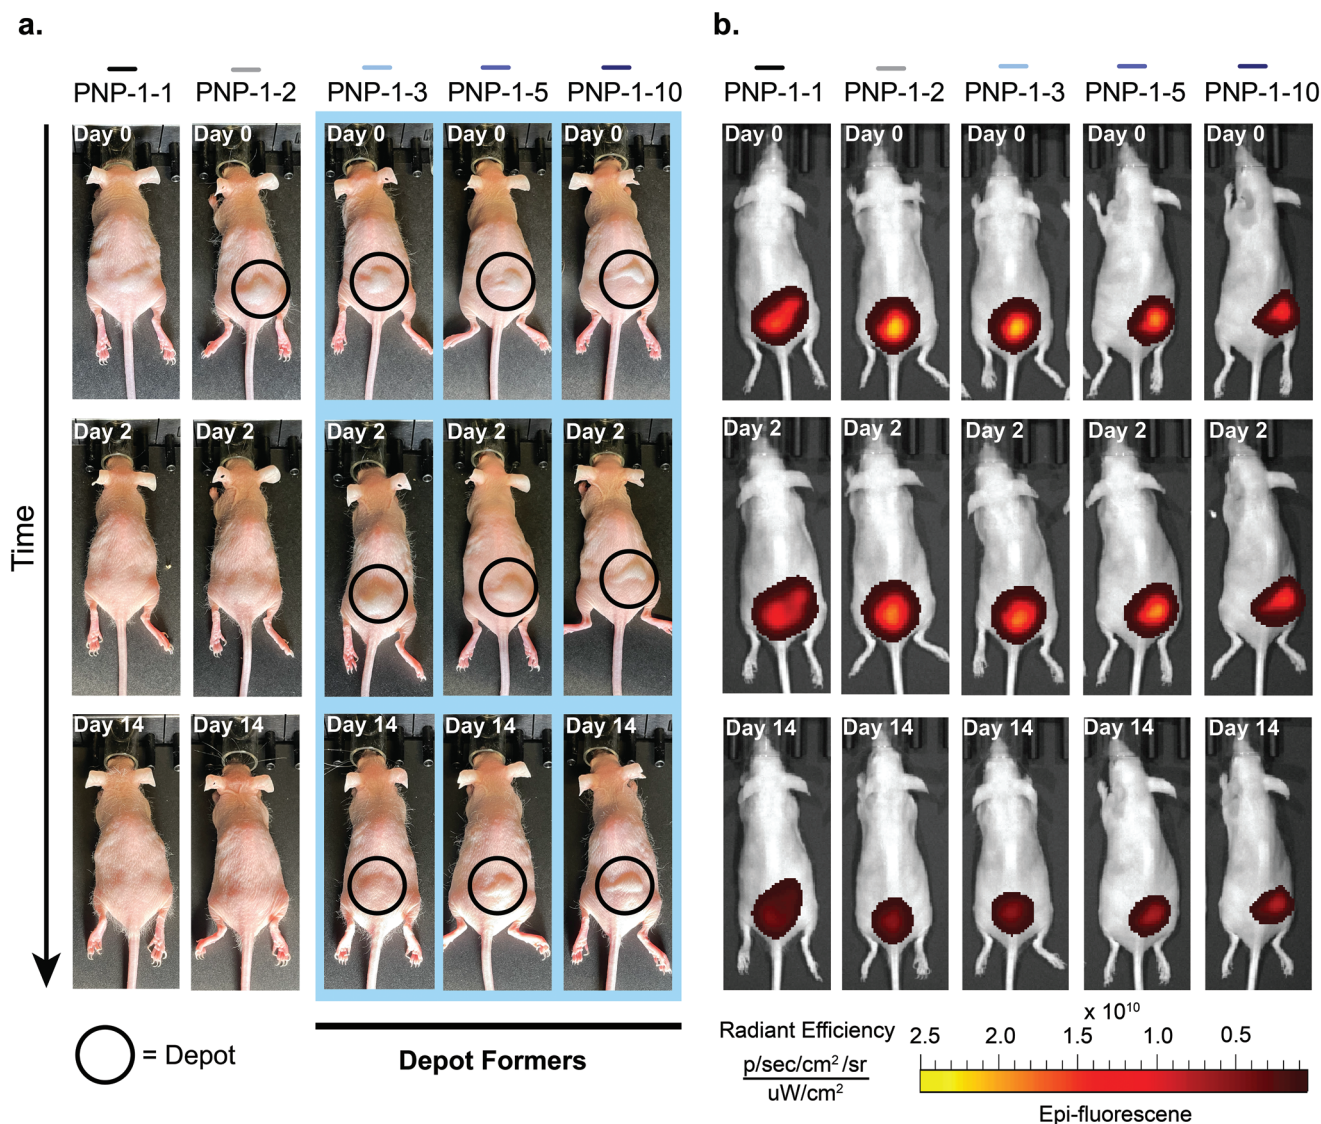 a.
PNP-1-1 PNP-1-2 PNP-1-3 PNP-1-5 PNP-1-10
Day 0 Day 0 Day 0 Day 0 Day 0
Day 2 Day 2 Day 2 Day 2 Day 2
Day 14 Day 14 Day 14 Day 14 Day 14
Time
= Depot
Depot Formers
b.
PNP-1-1 PNP-1-2 PNP-1-3 PNP-1-5 PNP-1-10
Day 0 Day 0 Day 0 Day 0 Day 0
Day 2 Day 2 Day 2 Day 2 Day 2
Day 14 Day 14 Day 14 Day 14 Day 14
Radiant Efficiency
p/sec/cm²/sr
uW/cm²
x 10¹⁰
2.5 2.0 1.5 1.0 0.5
Epi-fluorescene